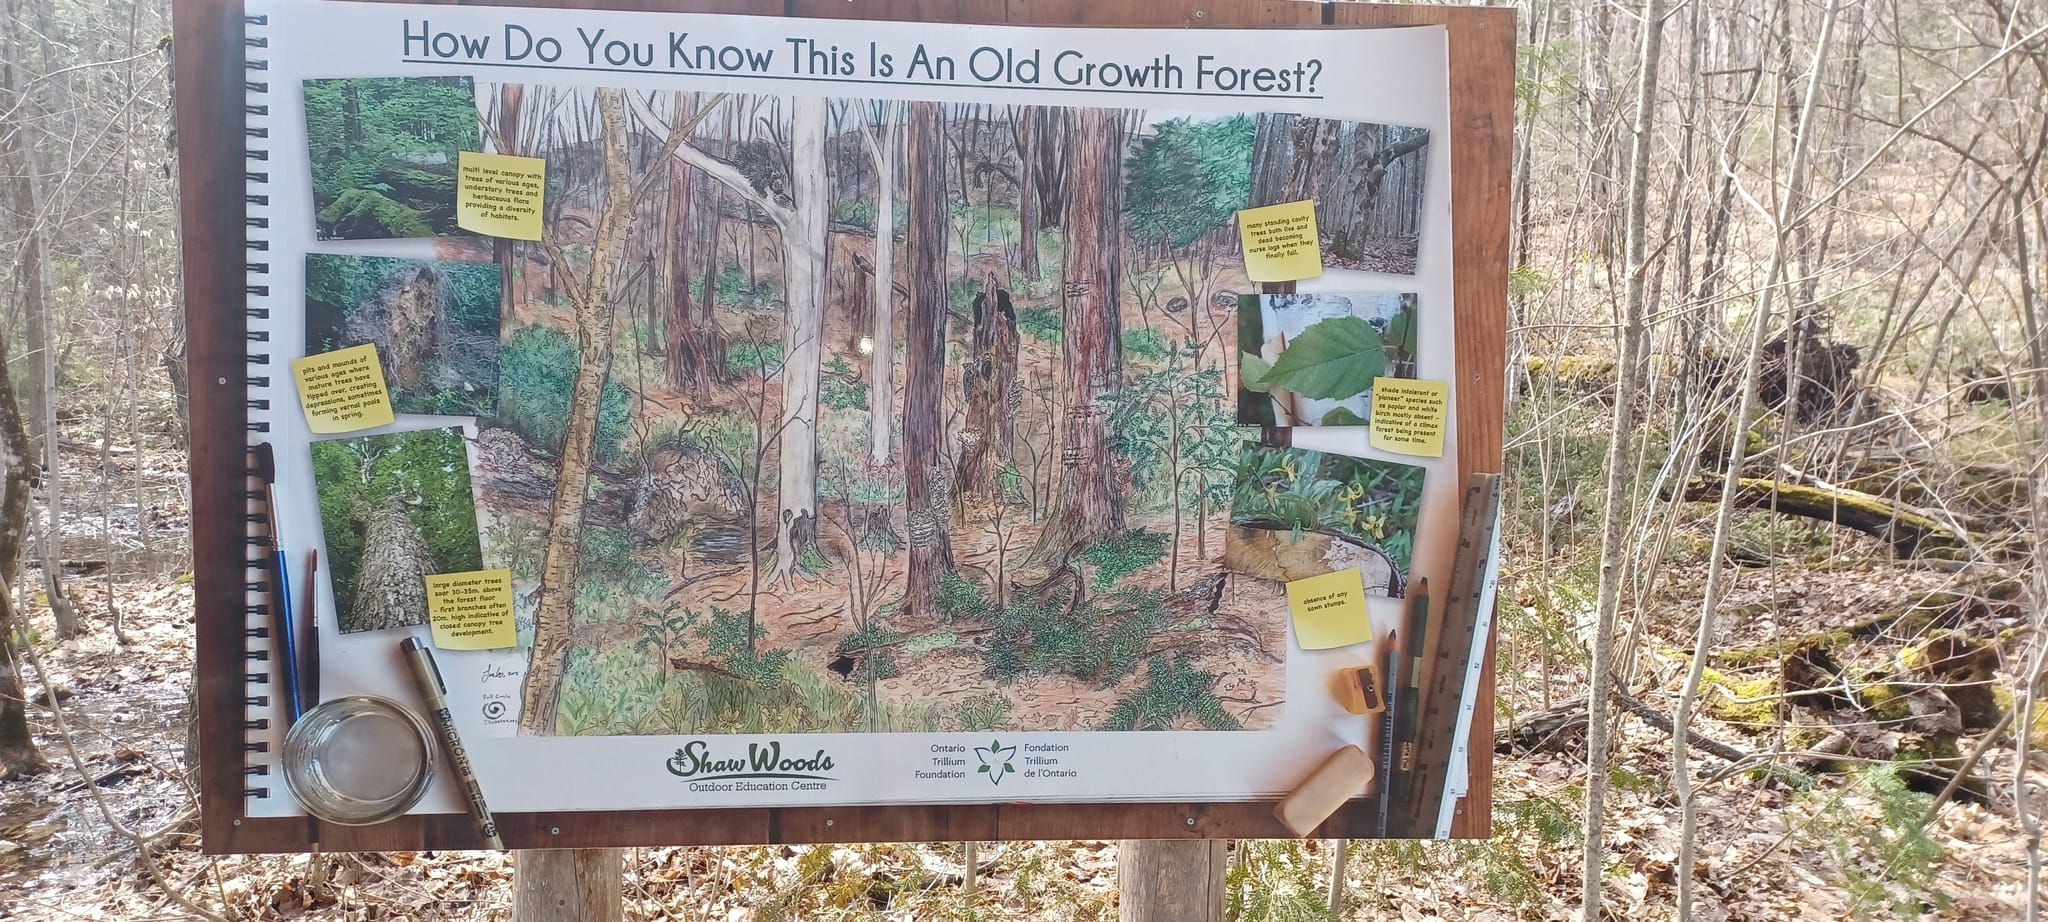 How Do You Know This Is An Old Growth Forest?
multi level canopy with
trees of various ages,
understory trees and
herbaceous flora
providing a diversity
of habitats.
pits and mounds of
various ages where
mature trees have
tipped over, creating
depressions, sometimes
forming vernal pools
in spring.
large diameter trees
soar 30-35m. above
the forest floor
- first branches often
20m. high indicative of
closed canopy tree
development.
many standing cavity
trees both live and
dead becoming
nurse logs when they
finally fall.
shade intolerant or
"pioneer" species such
as poplar and white
birch mostly absent -
indicative of a climax
forest being present
for some time.
absence of any
sawn stumps.
Full Circle
MICRON
Shaw Woods
Outdoor Education Centre
Ontario
Trillium
Foundation
Fondation
Trillium
de l'Ontario